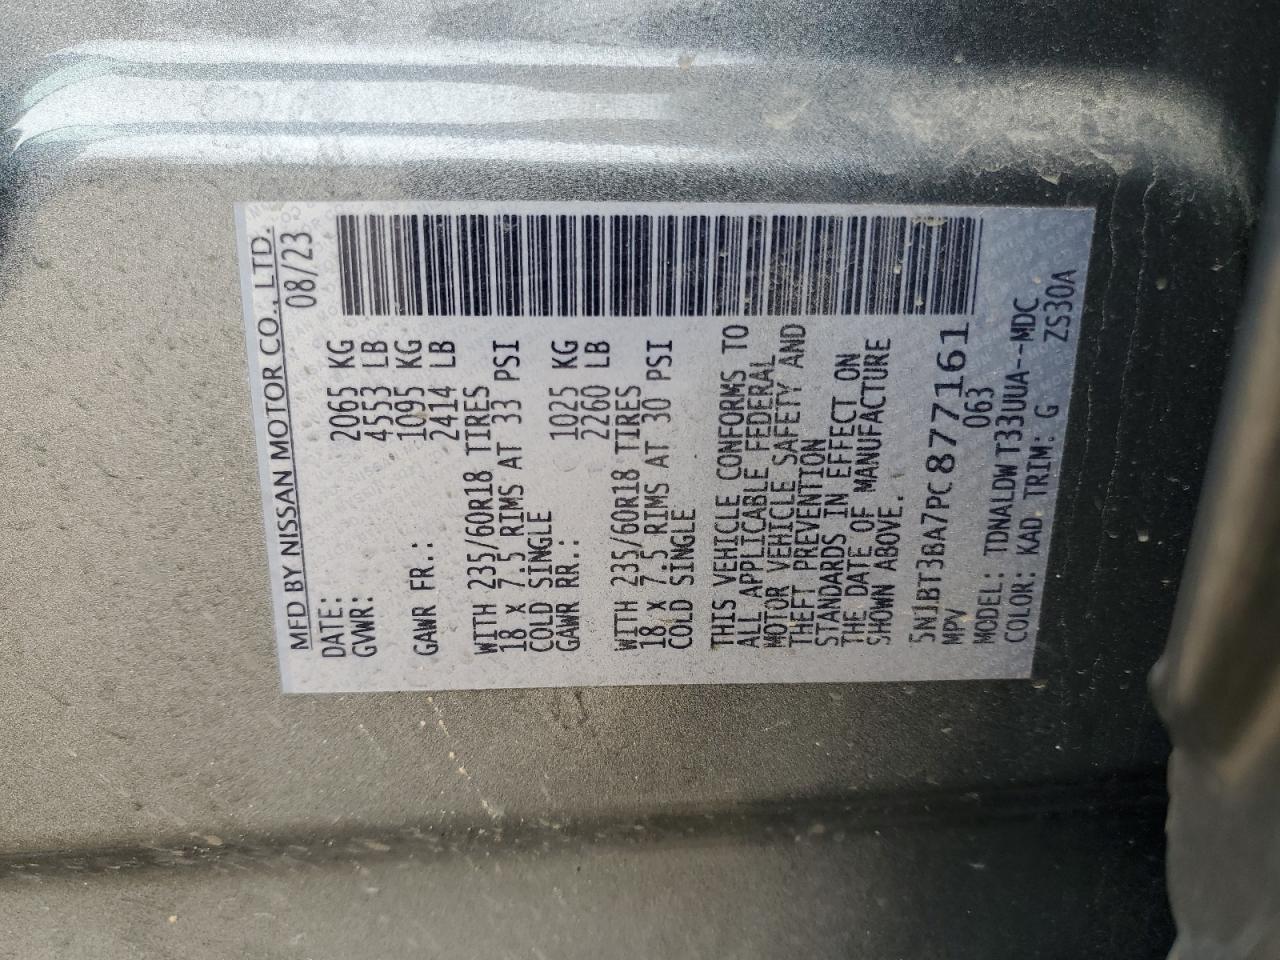 MFD BY NISSAN MOTOR CO., LTD.
DATE: 08/23
GVWR: 2065 KG
4553 LB
GAWR FR.: 1095 KG
2414 LB
WITH 235/60R18 TIRES
18 X 7.5 RIMS AT 33 PSI
COLD SINGLE
GAWR RR.: 1025 KG
2260 LB
WITH 235/60R18 TIRES
18 X 7.5 RIMS AT 30 PSI
COLD SINGLE
THIS VEHICLE CONFORMS TO
ALL APPLICABLE FEDERAL
MOTOR VEHICLE SAFETY AND
THEFT PREVENTION
STANDARDS IN EFFECT ON
THE DATE OF MANUFACTURE
SHOWN ABOVE.
5N1BT3BA7PC877161
MPV 063
MODEL: TDNALDWT33UUA--MDC
COLOR: KAD TRIM: G ZS30A